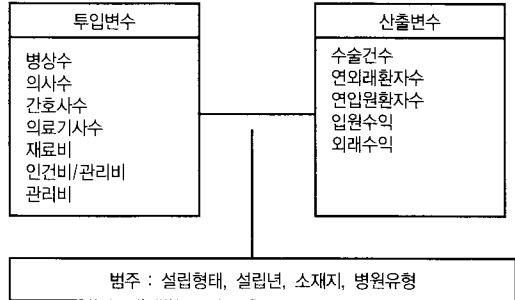 투입변수
병상수
의사수
간호사수
의료기사수
재료비
인건비/관리비
관리비
산출변수
수술건수
연외래환자수
연입원환자수
입원수익
외래수익
범주 : 설립형태, 설립년, 소재지, 병원유형